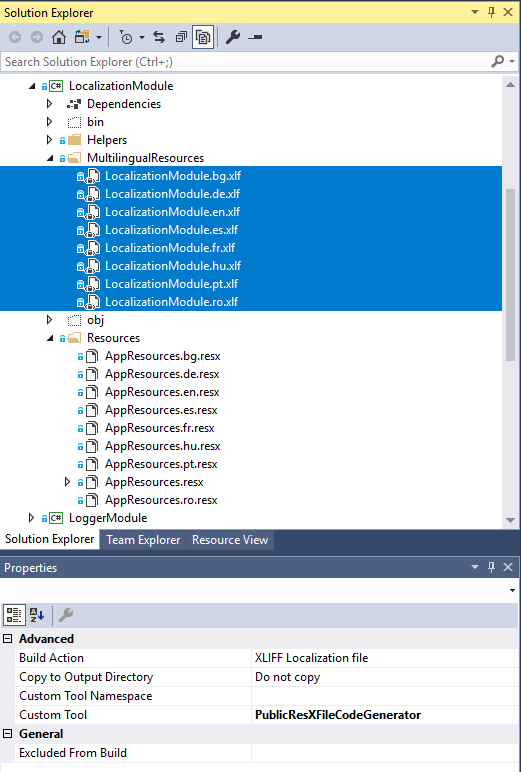 Solution Explorer
Search Solution Explorer (Ctrl+;)
C# LocalizationModule
Dependencies
bin
Helpers
MultilingualResources
LocalizationModule.bg.xlf
LocalizationModule.de.xlf
LocalizationModule.en.xlf
LocalizationModule.es.xlf
LocalizationModule.fr.xlf
LocalizationModule.hu.xlf
LocalizationModule.pt.xlf
LocalizationModule.ro.xlf
obj
Resources
AppResources.bg.resx
AppResources.de.resx
AppResources.en.resx
AppResources.es.resx
AppResources.fr.resx
AppResources.hu.resx
AppResources.pt.resx
AppResources.resx
AppResources.ro.resx
C# LoggerModule
Solution Explorer Team Explorer Resource View
Properties
Advanced
Build Action XLIFF Localization file
Copy to Output Directory Do not copy
Custom Tool Namespace
Custom Tool PublicResXFileCodeGenerator
General
Excluded From Build